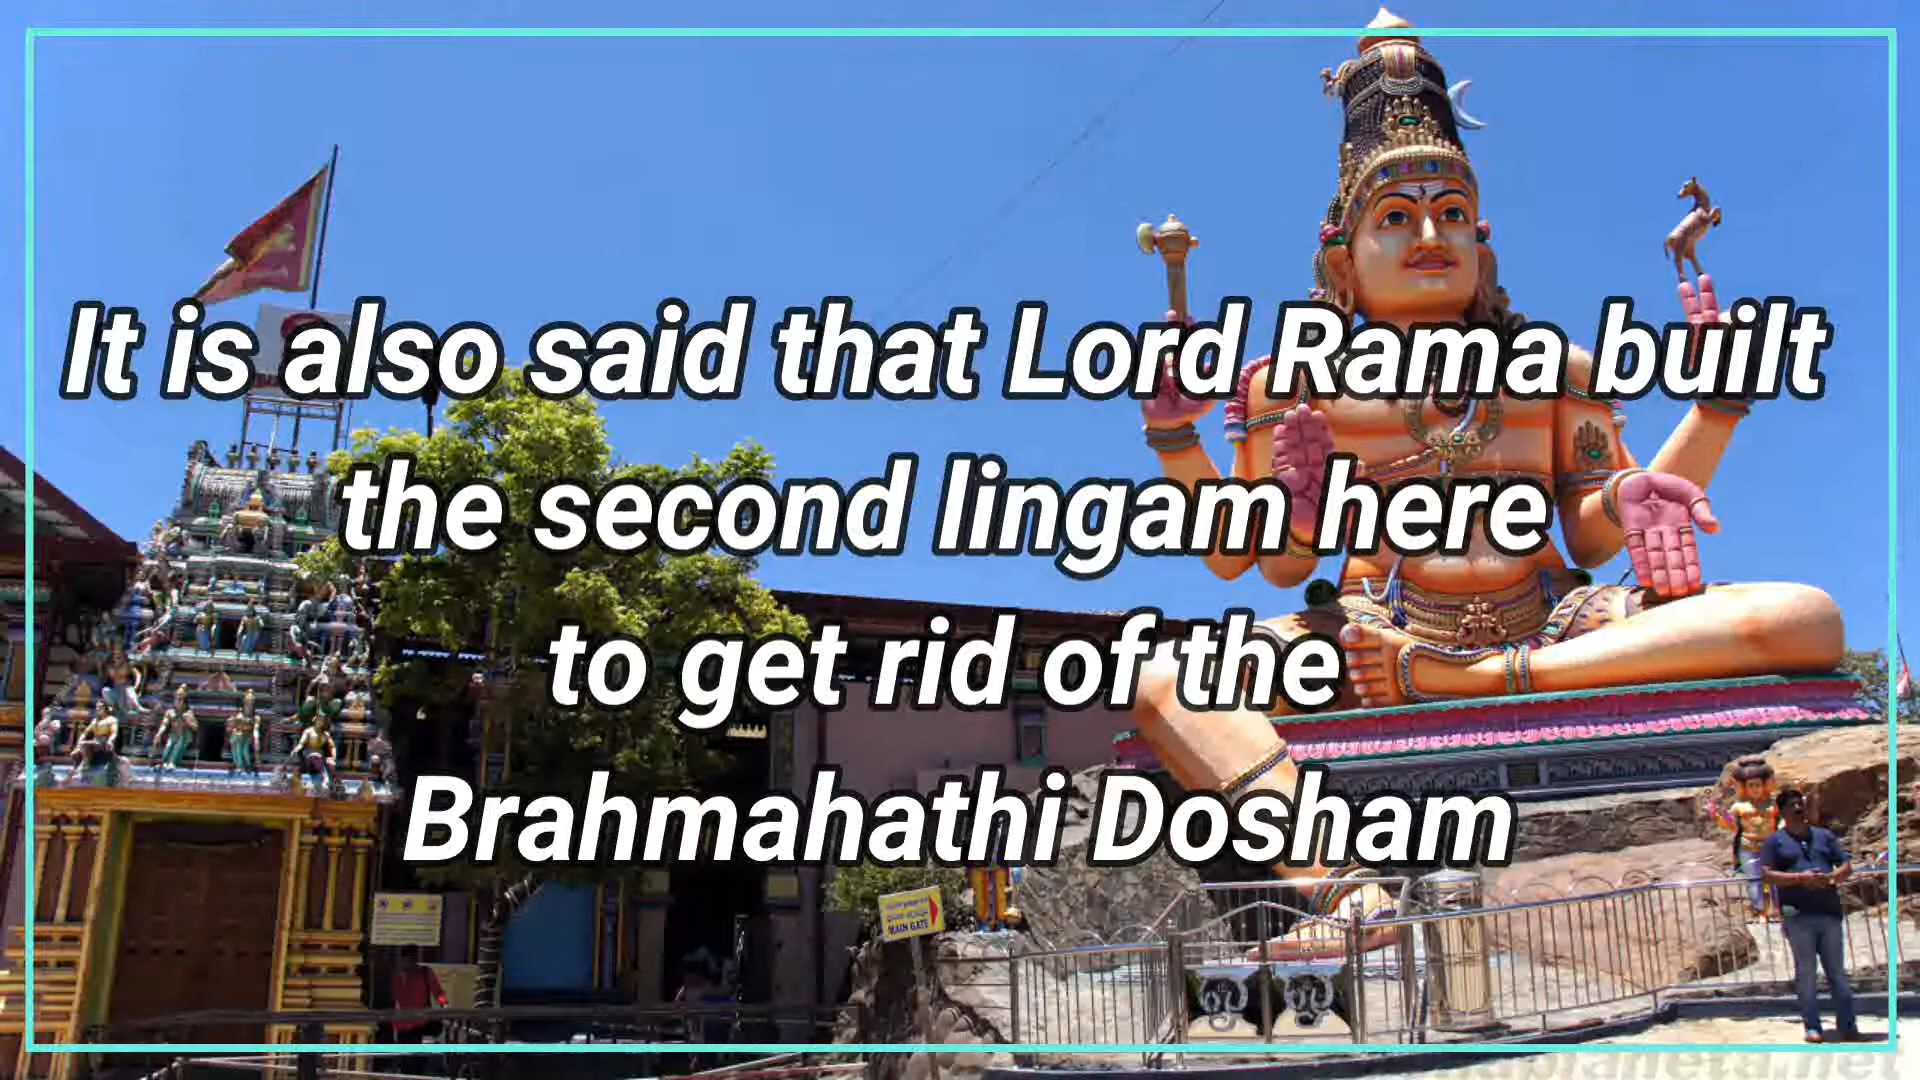 It is also said that Lord Rama built
the second lingam here
to get rid of the
Brahmahathi Dosham
MAIN GATE